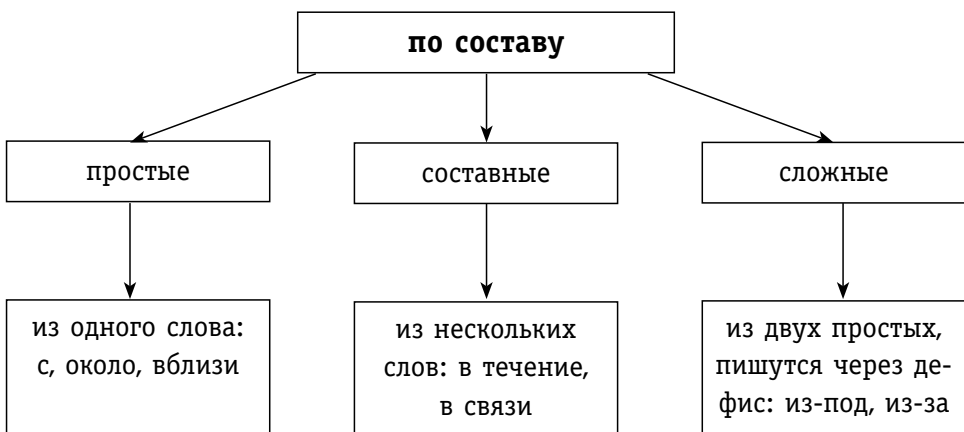 по составу
простые
составные
сложные
из одного слова:
с, около, вблизи
из нескольких
слов: в течение,
в связи
из двух простых,
пишутся через де-
фис: из-под, из-за